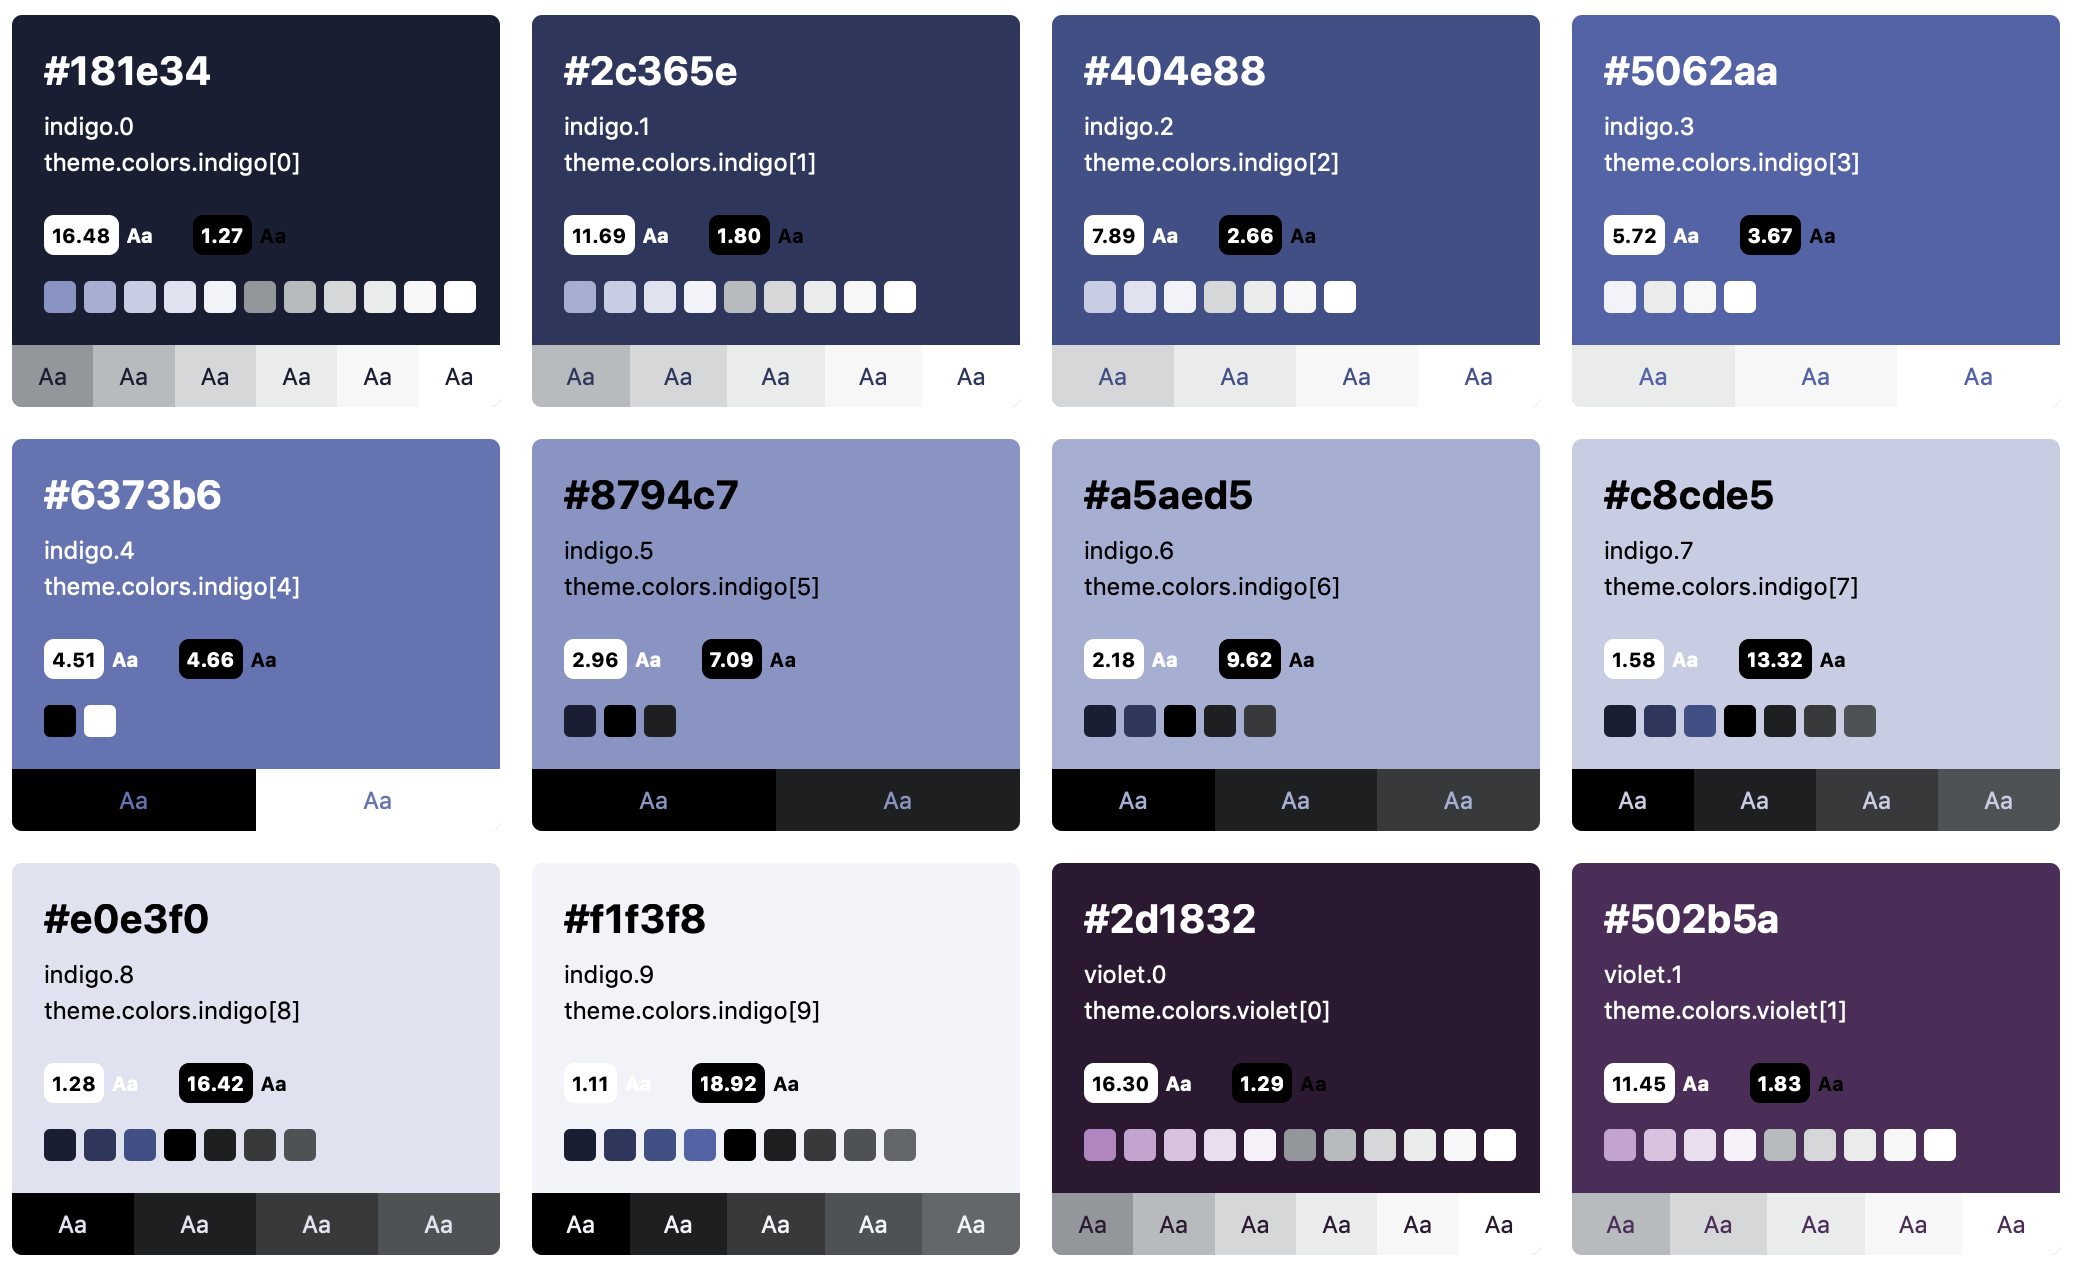 #181e34
indigo.0
theme.colors.indigo[0]
16.48 Aa 1.27 Aa
Aa Aa Aa Aa Aa Aa
#2c365e
indigo.1
theme.colors.indigo[1]
11.69 Aa 1.80 Aa
Aa Aa Aa Aa Aa
#404e88
indigo.2
theme.colors.indigo[2]
7.89 Aa 2.66 Aa
Aa Aa Aa Aa
#5062aa
indigo.3
theme.colors.indigo[3]
5.72 Aa 3.67 Aa
Aa Aa Aa
#6373b6
indigo.4
theme.colors.indigo[4]
4.51 Aa 4.66 Aa
Aa Aa
#8794c7
indigo.5
theme.colors.indigo[5]
2.96 Aa 7.09 Aa
Aa Aa
#a5aed5
indigo.6
theme.colors.indigo[6]
2.18 Aa 9.62 Aa
Aa Aa Aa
#c8cde5
indigo.7
theme.colors.indigo[7]
1.58 Aa 13.32 Aa
Aa Aa Aa Aa
#e0e3f0
indigo.8
theme.colors.indigo[8]
1.28 Aa 16.42 Aa
Aa Aa Aa Aa
#f1f3f8
indigo.9
theme.colors.indigo[9]
1.11 Aa 18.92 Aa
Aa Aa Aa Aa Aa
#2d1832
violet.0
theme.colors.violet[0]
16.30 Aa 1.29 Aa
Aa Aa Aa Aa Aa Aa
#502b5a
violet.1
theme.colors.violet[1]
11.45 Aa 1.83 Aa
Aa Aa Aa Aa Aa